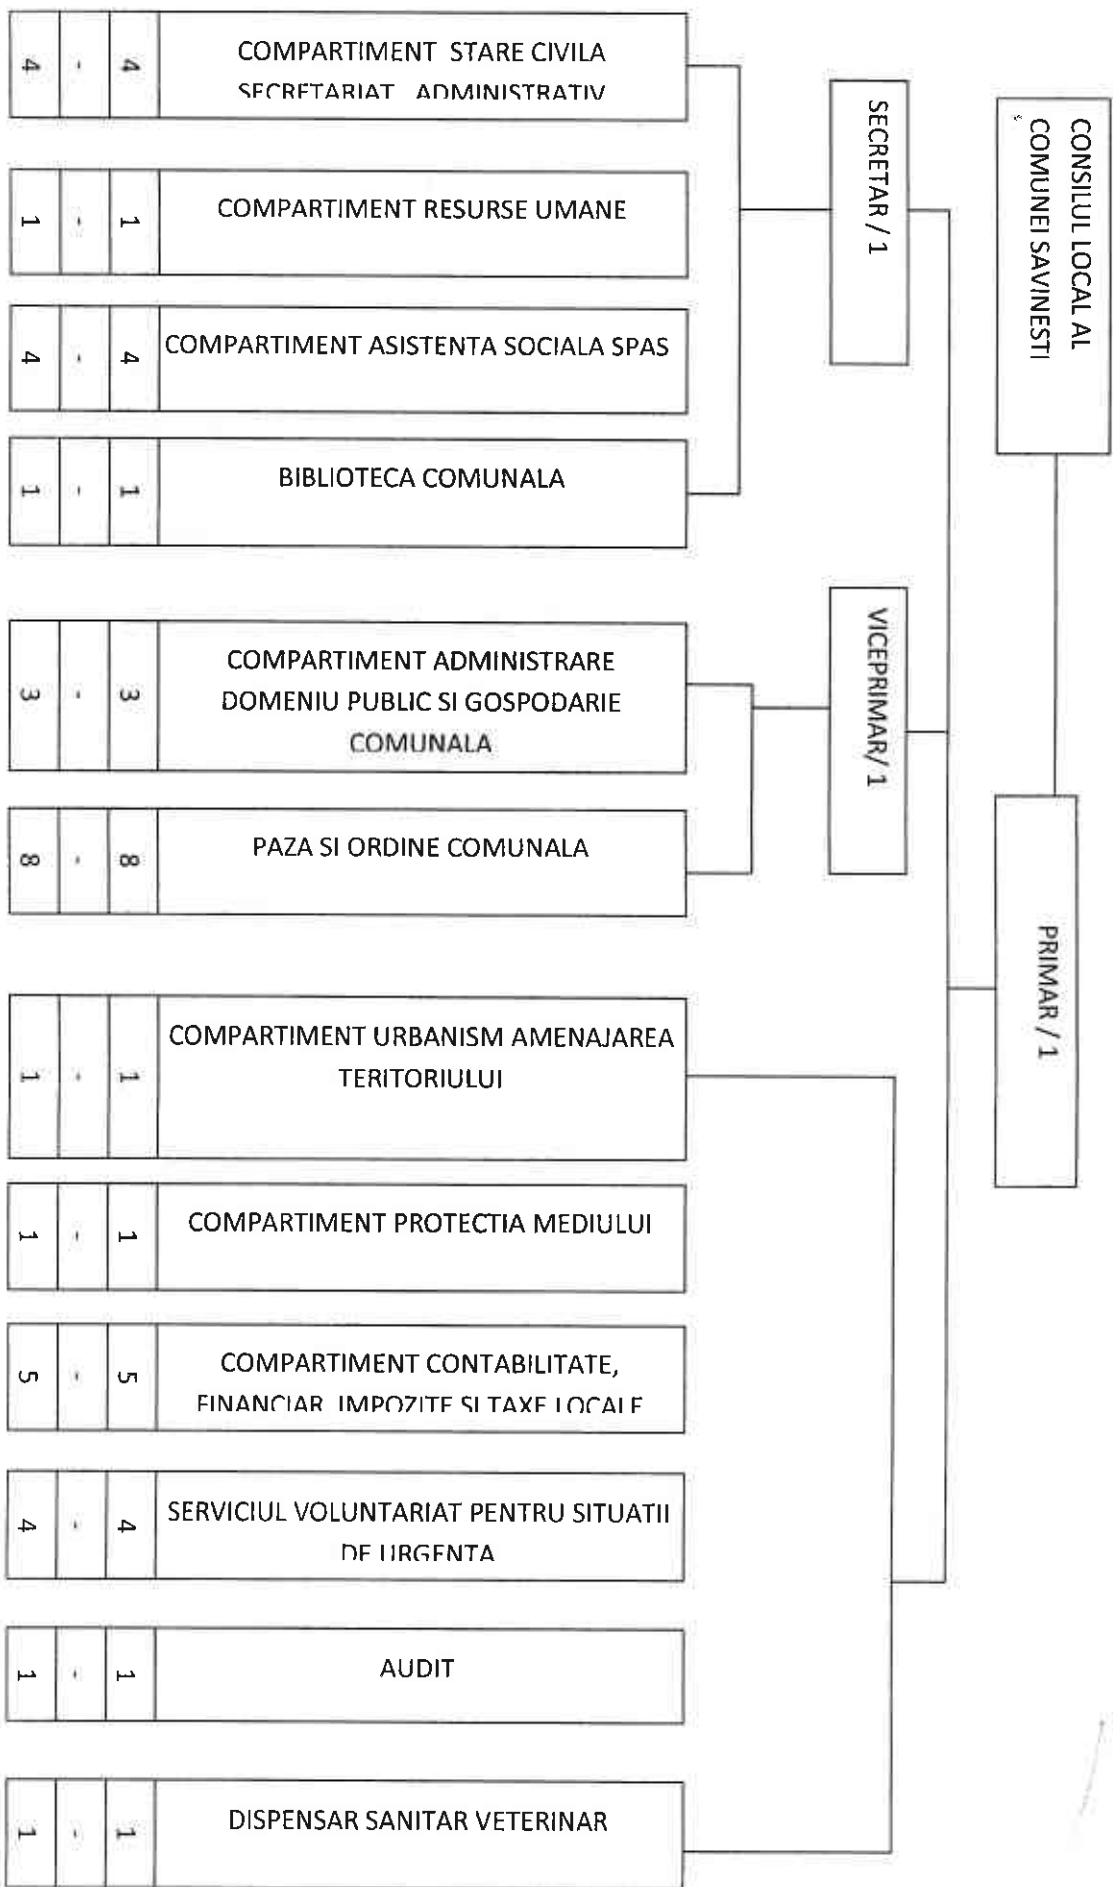 CONSILUL LOCAL AL
COMUNEI SAVINESTI
PRIMAR / 1
SECRETAR / 1
VICEPRIMAR/ 1
COMPARTIMENT STARE CIVILA
SECRETARIAT ADMINISTRATIV
4 - 4
COMPARTIMENT RESURSE UMANE
1 - 1
COMPARTIMENT ASISTENTA SOCIALA SPAS
4 - 4
BIBLIOTECA COMUNALA
1 - 1
COMPARTIMENT ADMINISTRARE
DOMENIU PUBLIC SI GOSPODARIE
COMUNALA
3 - 3
PAZA SI ORDINE COMUNALA
8 - 8
COMPARTIMENT URBANISM AMENAJAREA
TERITORIULUI
1 - 1
COMPARTIMENT PROTECTIA MEDIULUI
1 - 1
COMPARTIMENT CONTABILITATE,
FINANCIAR IMPOZITE SI TAXE LOCALE
5 - 5
SERVICIUL VOLUNTARIAT PENTRU SITUATII
DE URGENTA
4 - 4
AUDIT
1 - 1
DISPENSAR SANITAR VETERINAR
1 - 1